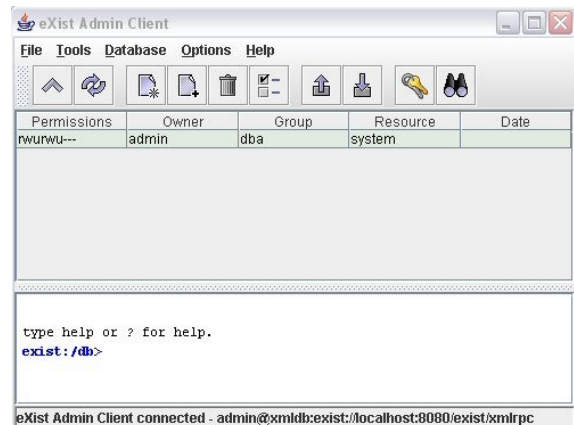 eXist Admin Client
File Tools Database Options Help
Permissions Owner Group Resource Date
rwurwu--- admin dba system
type help or ? for help.
exist:/db>
eXist Admin Client connected - admin@xmldb:exist://localhost:8080/exist/xmlrpc